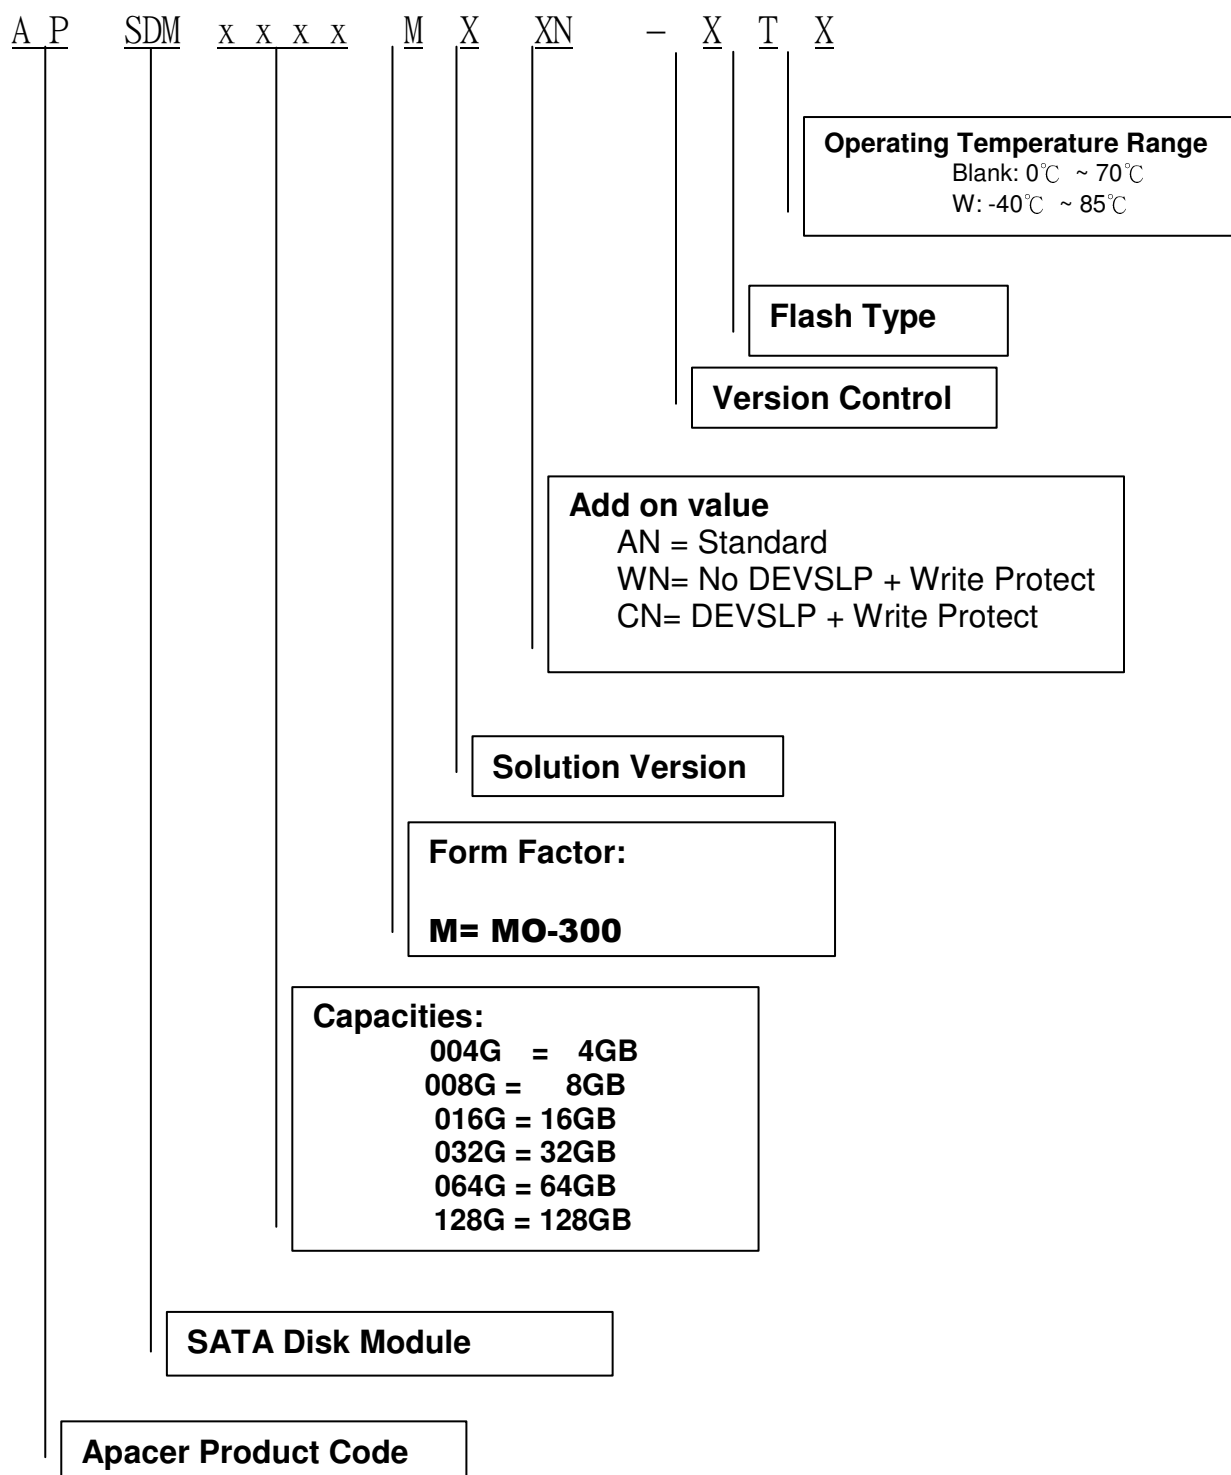 A P SDM x x x x M X XN - X T X
Operating Temperature Range
Blank: 0℃ ~ 70℃
W: -40℃ ~ 85℃
Flash Type
Version Control
Add on value
AN = Standard
WN= No DEVSLP + Write Protect
CN= DEVSLP + Write Protect
Solution Version
Form Factor:
M= MO-300
Capacities:
004G = 4GB
008G = 8GB
016G = 16GB
032G = 32GB
064G = 64GB
128G = 128GB
SATA Disk Module
Apacer Product Code